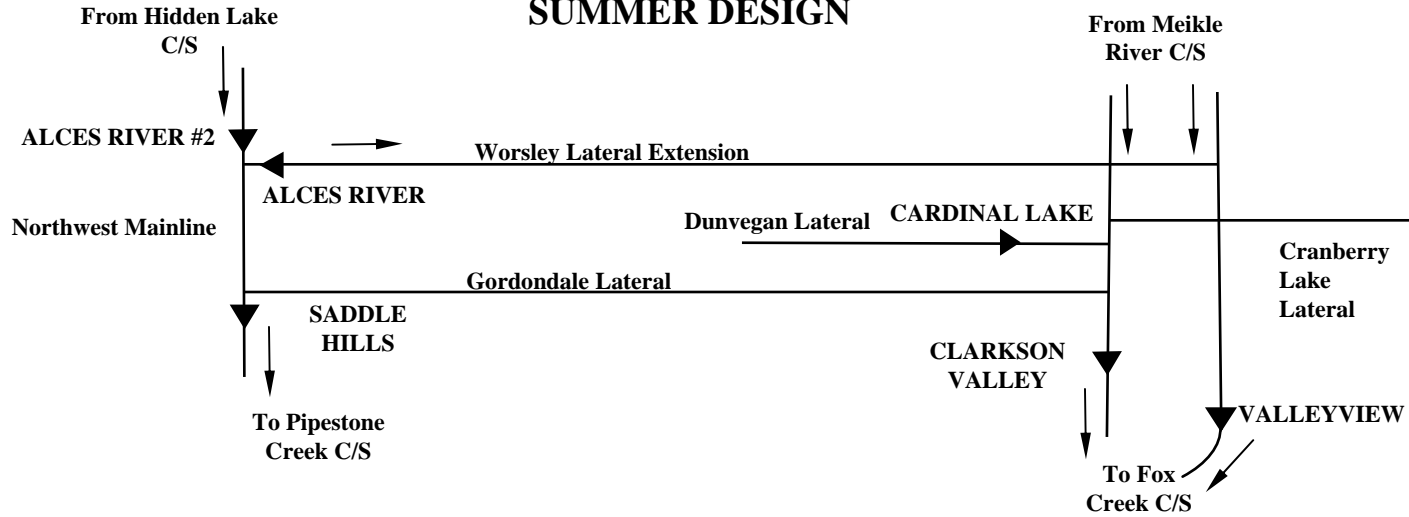 SUMMER DESIGN
From Hidden Lake
C/S
From Meikle
River C/S
ALCES RIVER #2
Worsley Lateral Extension
ALCES RIVER
Northwest Mainline
Dunvegan Lateral
CARDINAL LAKE
Cranberry
Lake
Lateral
Gordondale Lateral
SADDLE
HILLS
CLARKSON
VALLEY
To Pipestone
Creek C/S
VALLEYVIEW
To Fox
Creek C/S